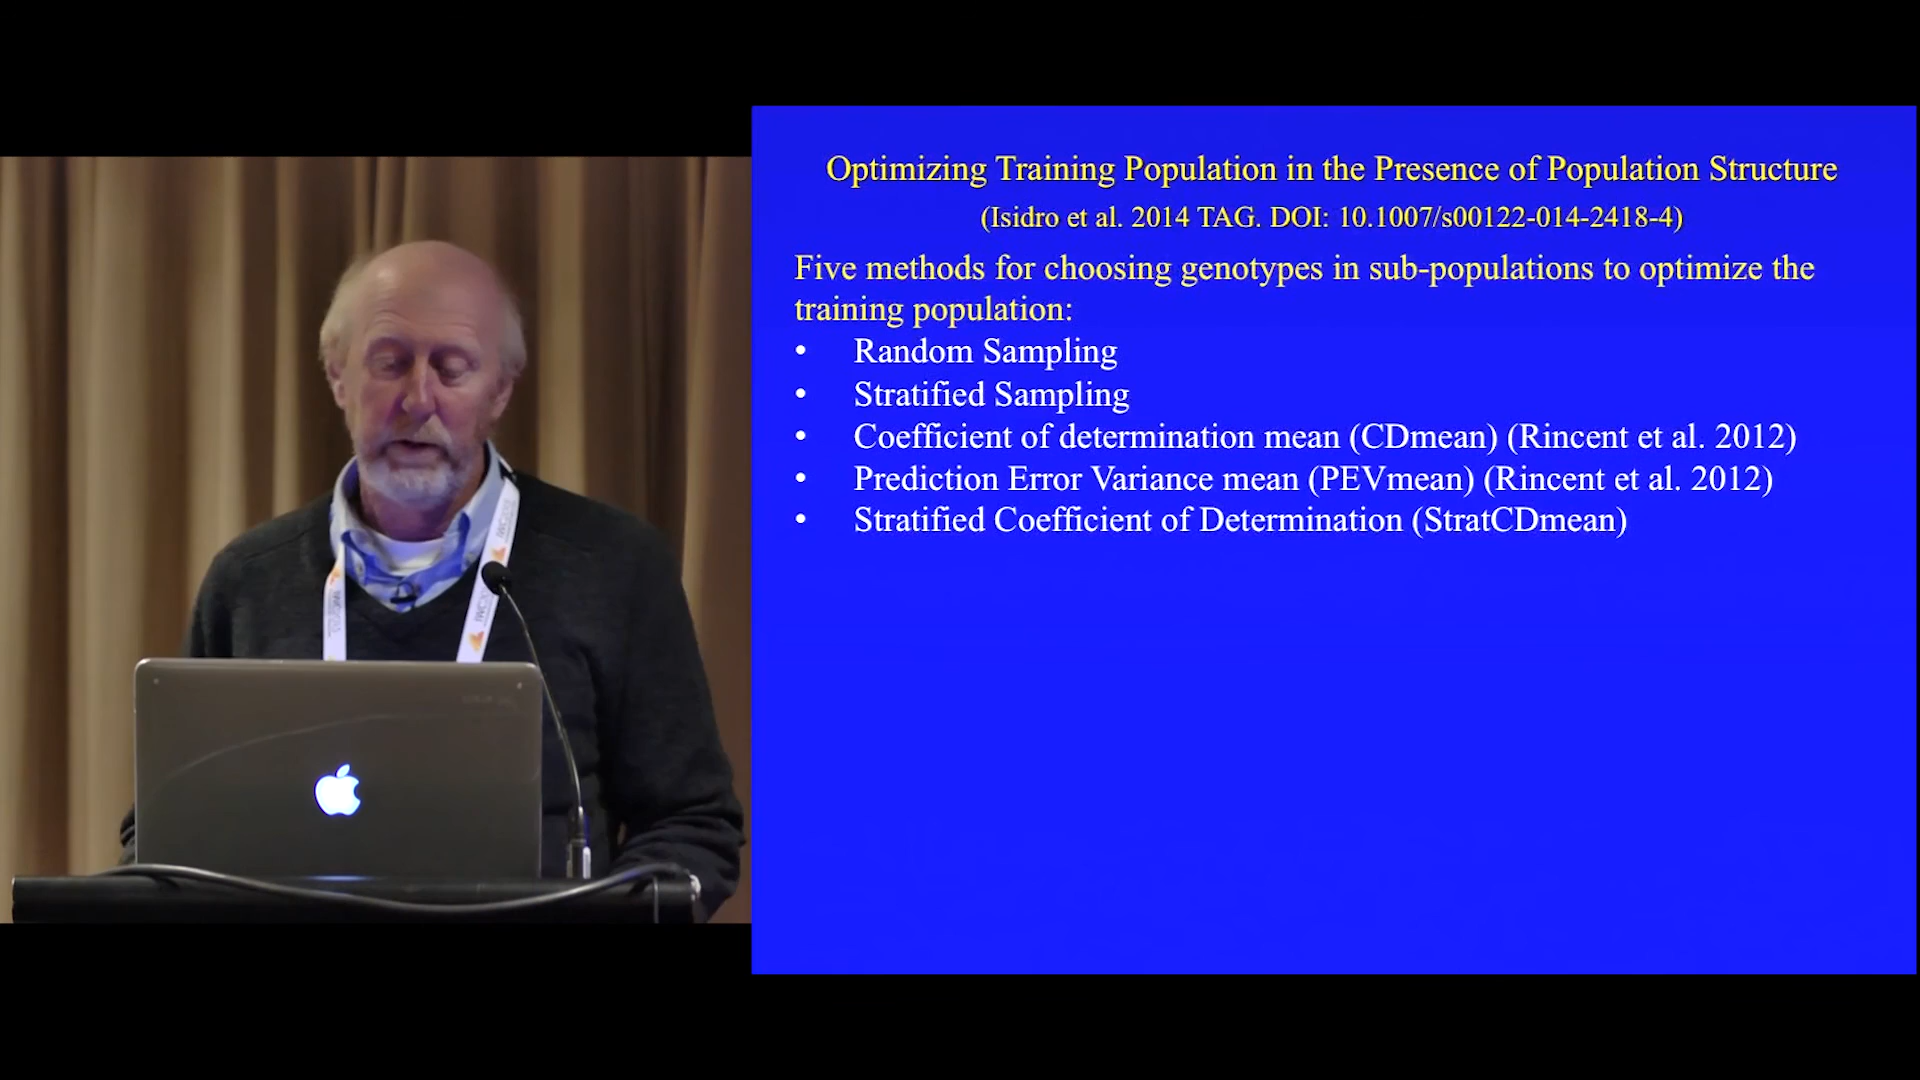 Optimizing Training Population in the Presence of Population Structure
(Isidro et al. 2014 TAG. DOI: 10.1007/s00122-014-2418-4)
Five methods for choosing genotypes in sub-populations to optimize the
training population:
• Random Sampling
• Stratified Sampling
• Coefficient of determination mean (CDmean) (Rincent et al. 2012)
• Prediction Error Variance mean (PEVmean) (Rincent et al. 2012)
• Stratified Coefficient of Determination (StratCDmean)